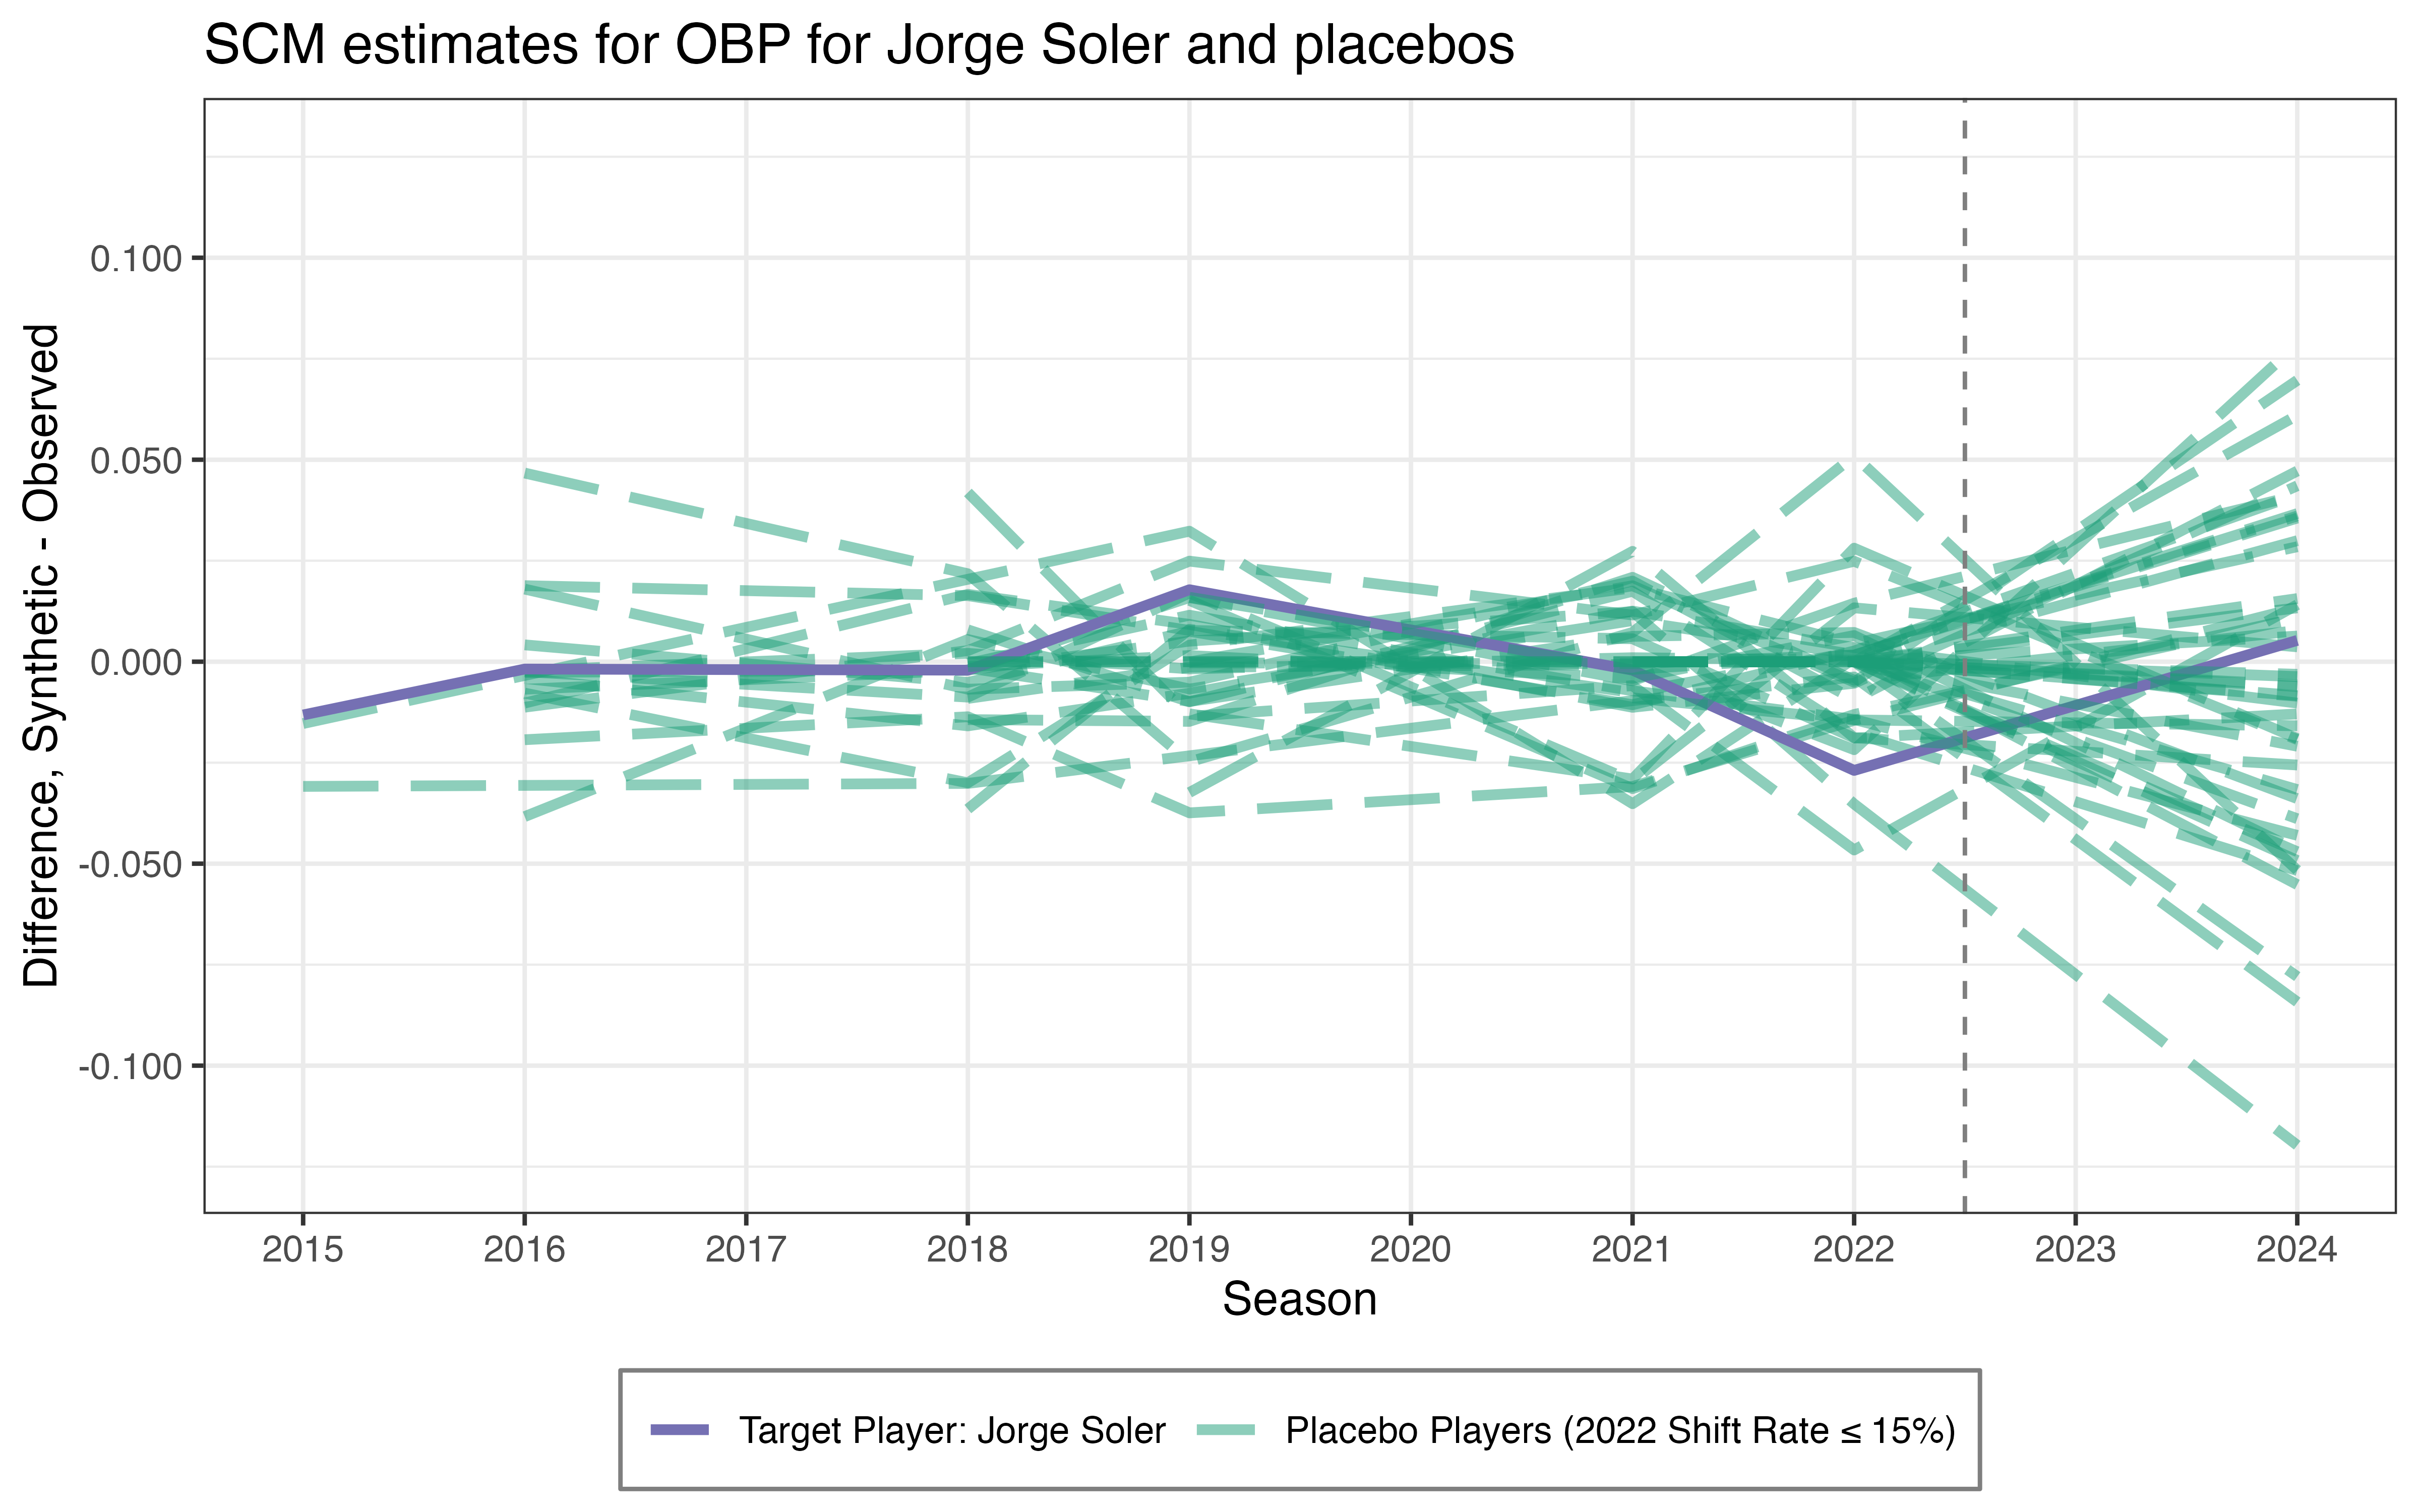 SCM estimates for OBP for Jorge Soler and placebos
Difference, Synthetic - Observed
0.100
0.050
0.000
-0.050
-0.100
2015 2016 2017 2018 2019 2020 2021 2022 2023 2024
Season
Target Player: Jorge Soler Placebo Players (2022 Shift Rate ≤ 15%)